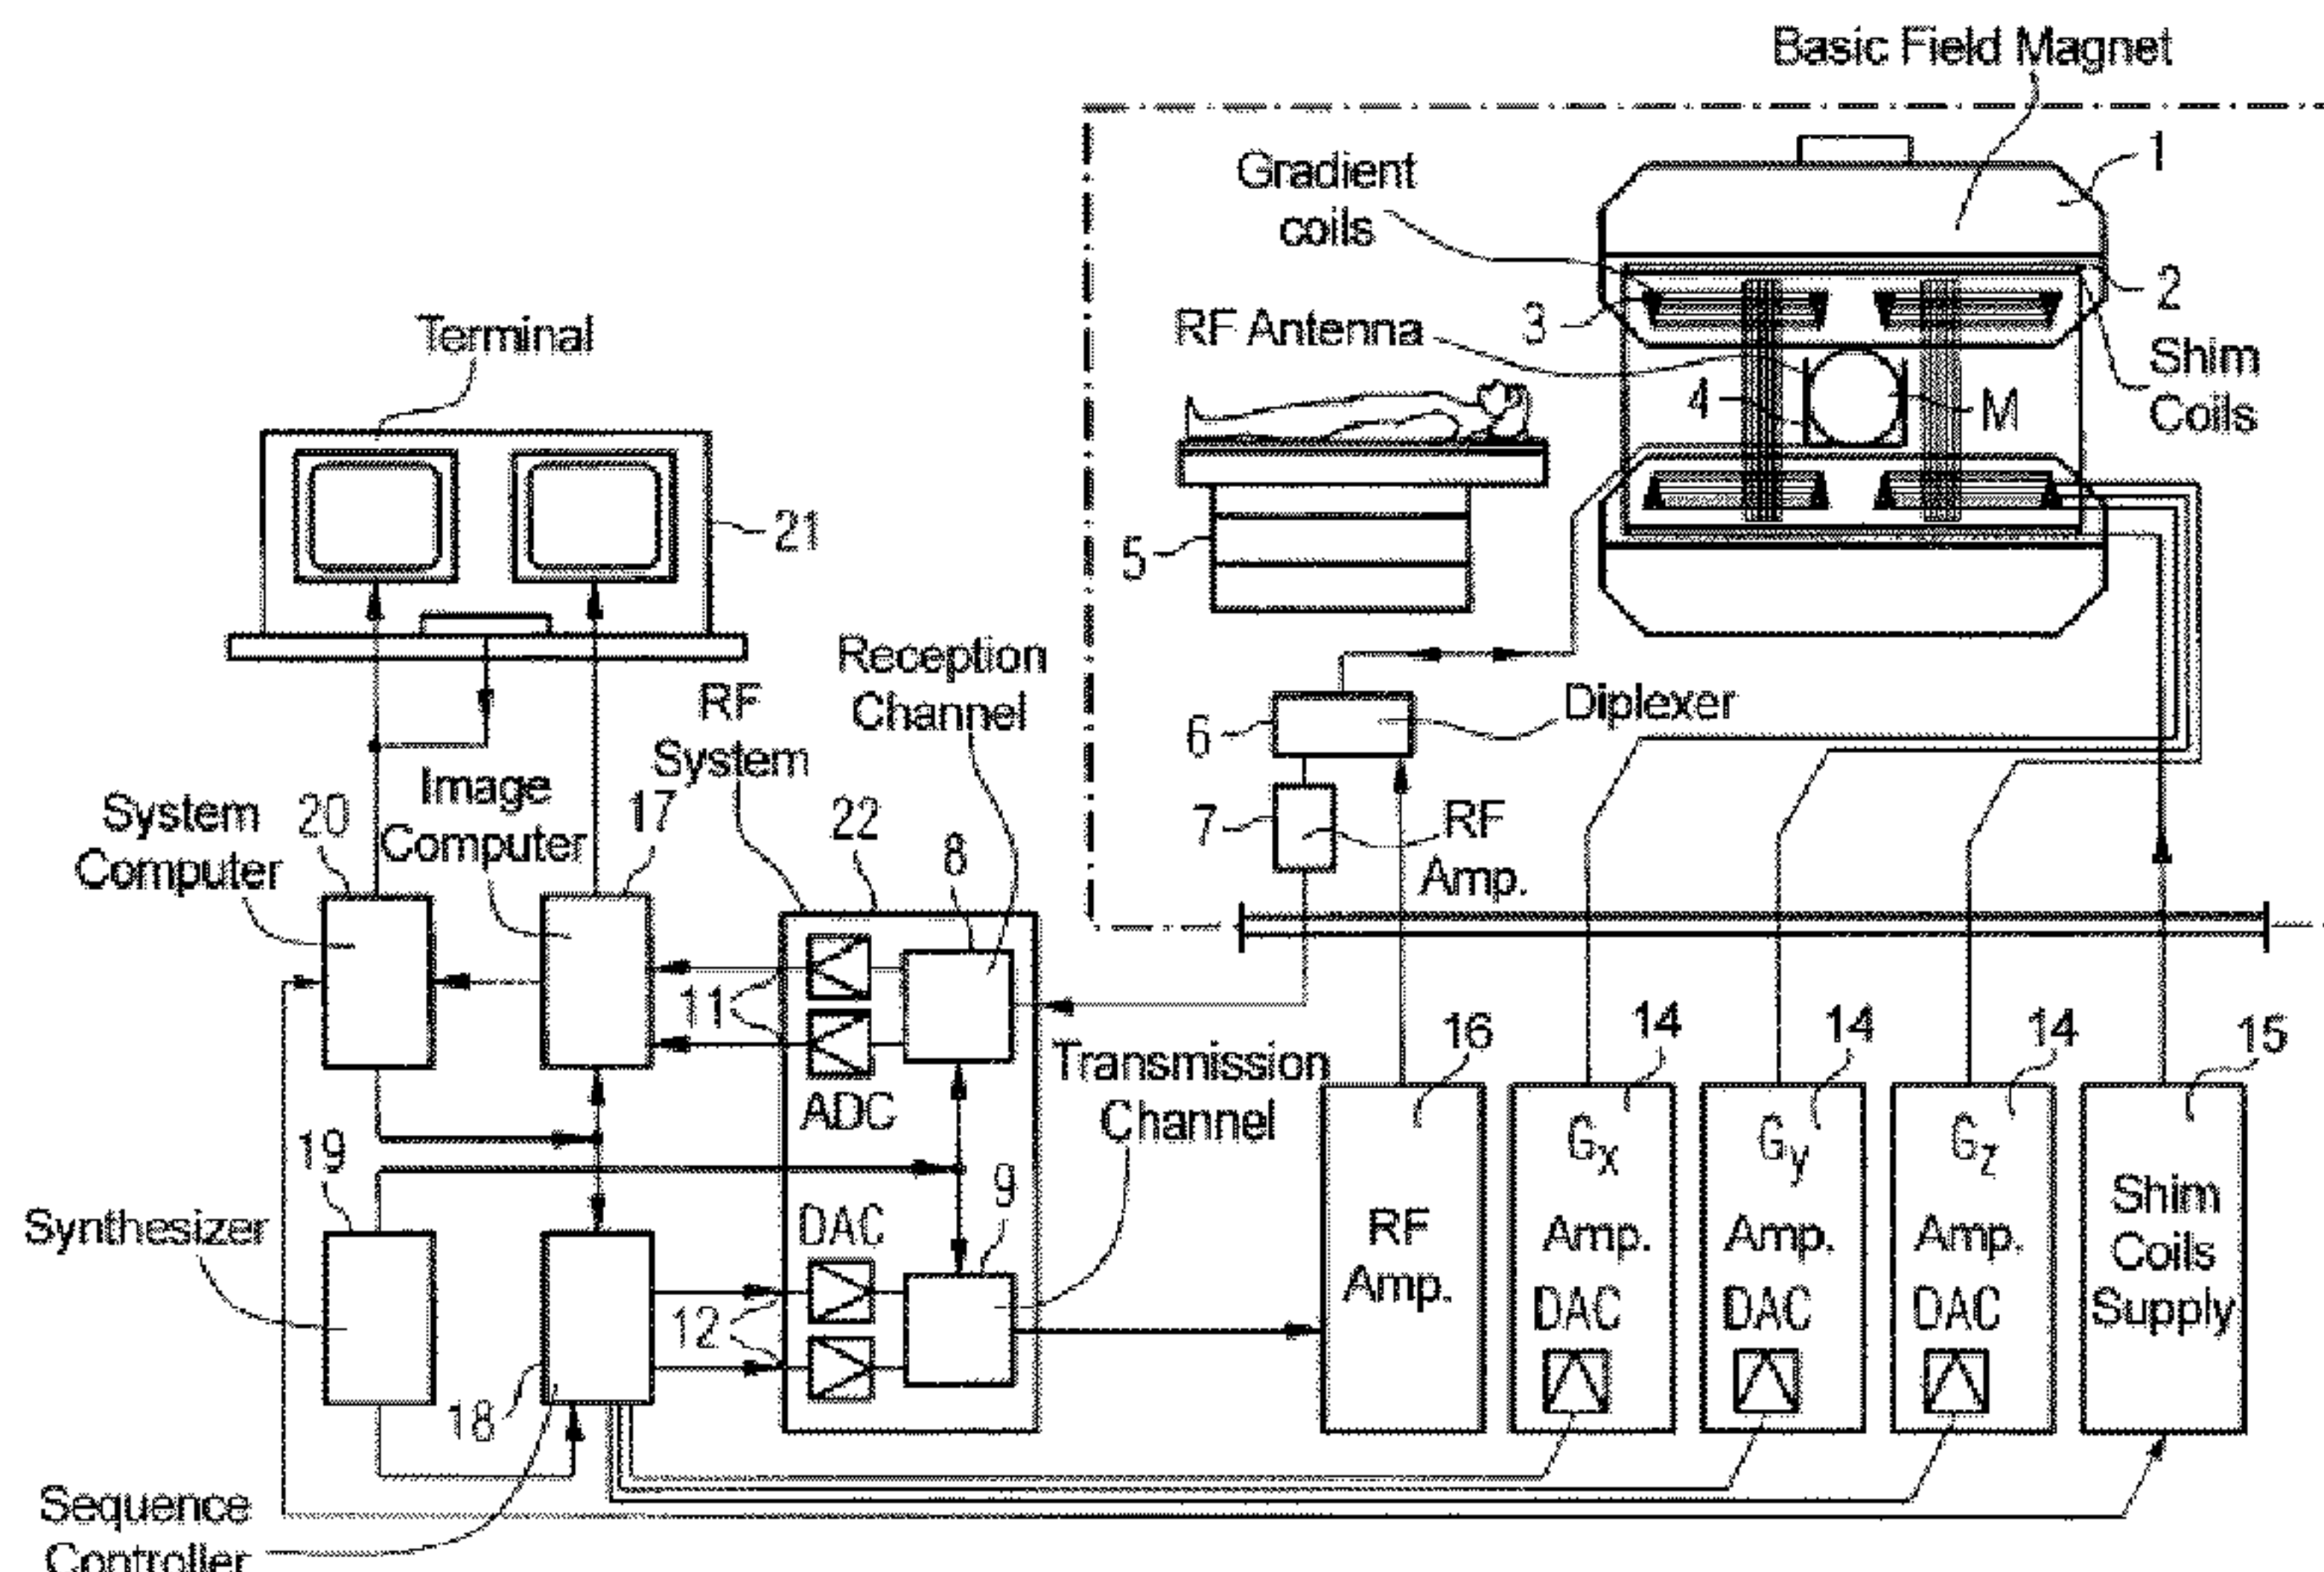 Basic Field Magnet
1
Gradient
coils
2
3
RF Antenna
Shim
Coils
4
M
Terminal
21
5
Reception
Channel
RF
System
Diplexer
6
Image
Computer
17
System
Computer
20
22
8
7
RF
Amp.
11
16
14
14
14
15
Transmission
Channel
ADC
19
Synthesizer
DAC
9
12
18
Gx
Amp.
DAC
Gy
Amp.
DAC
Gz
Amp.
DAC
RF
Amp.
Shim
Coils
Supply
Sequence
Controller